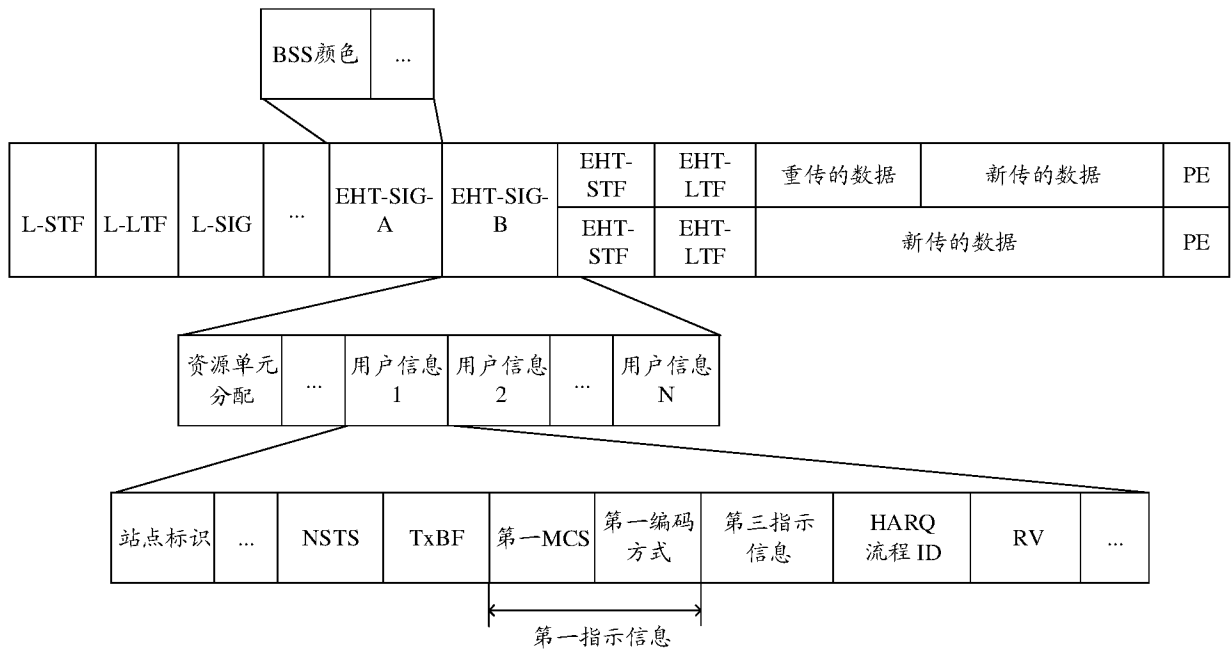 BSS颜色
...
L-STF
L-LTF
L-SIG
...
EHT-SIG-
A
EHT-SIG-
B
EHT-
STF
EHT-
LTF
重传的数据
新传的数据
PE
EHT-
STF
EHT-
LTF
新传的数据
PE
资源单元
分配
...
用户信息
1
用户信息
2
...
用户信息
N
站点标识
...
NSTS
TxBF
第一MCS
第一编码
方式
第三指示
信息
HARQ
流程 ID
RV
...
第一指示信息